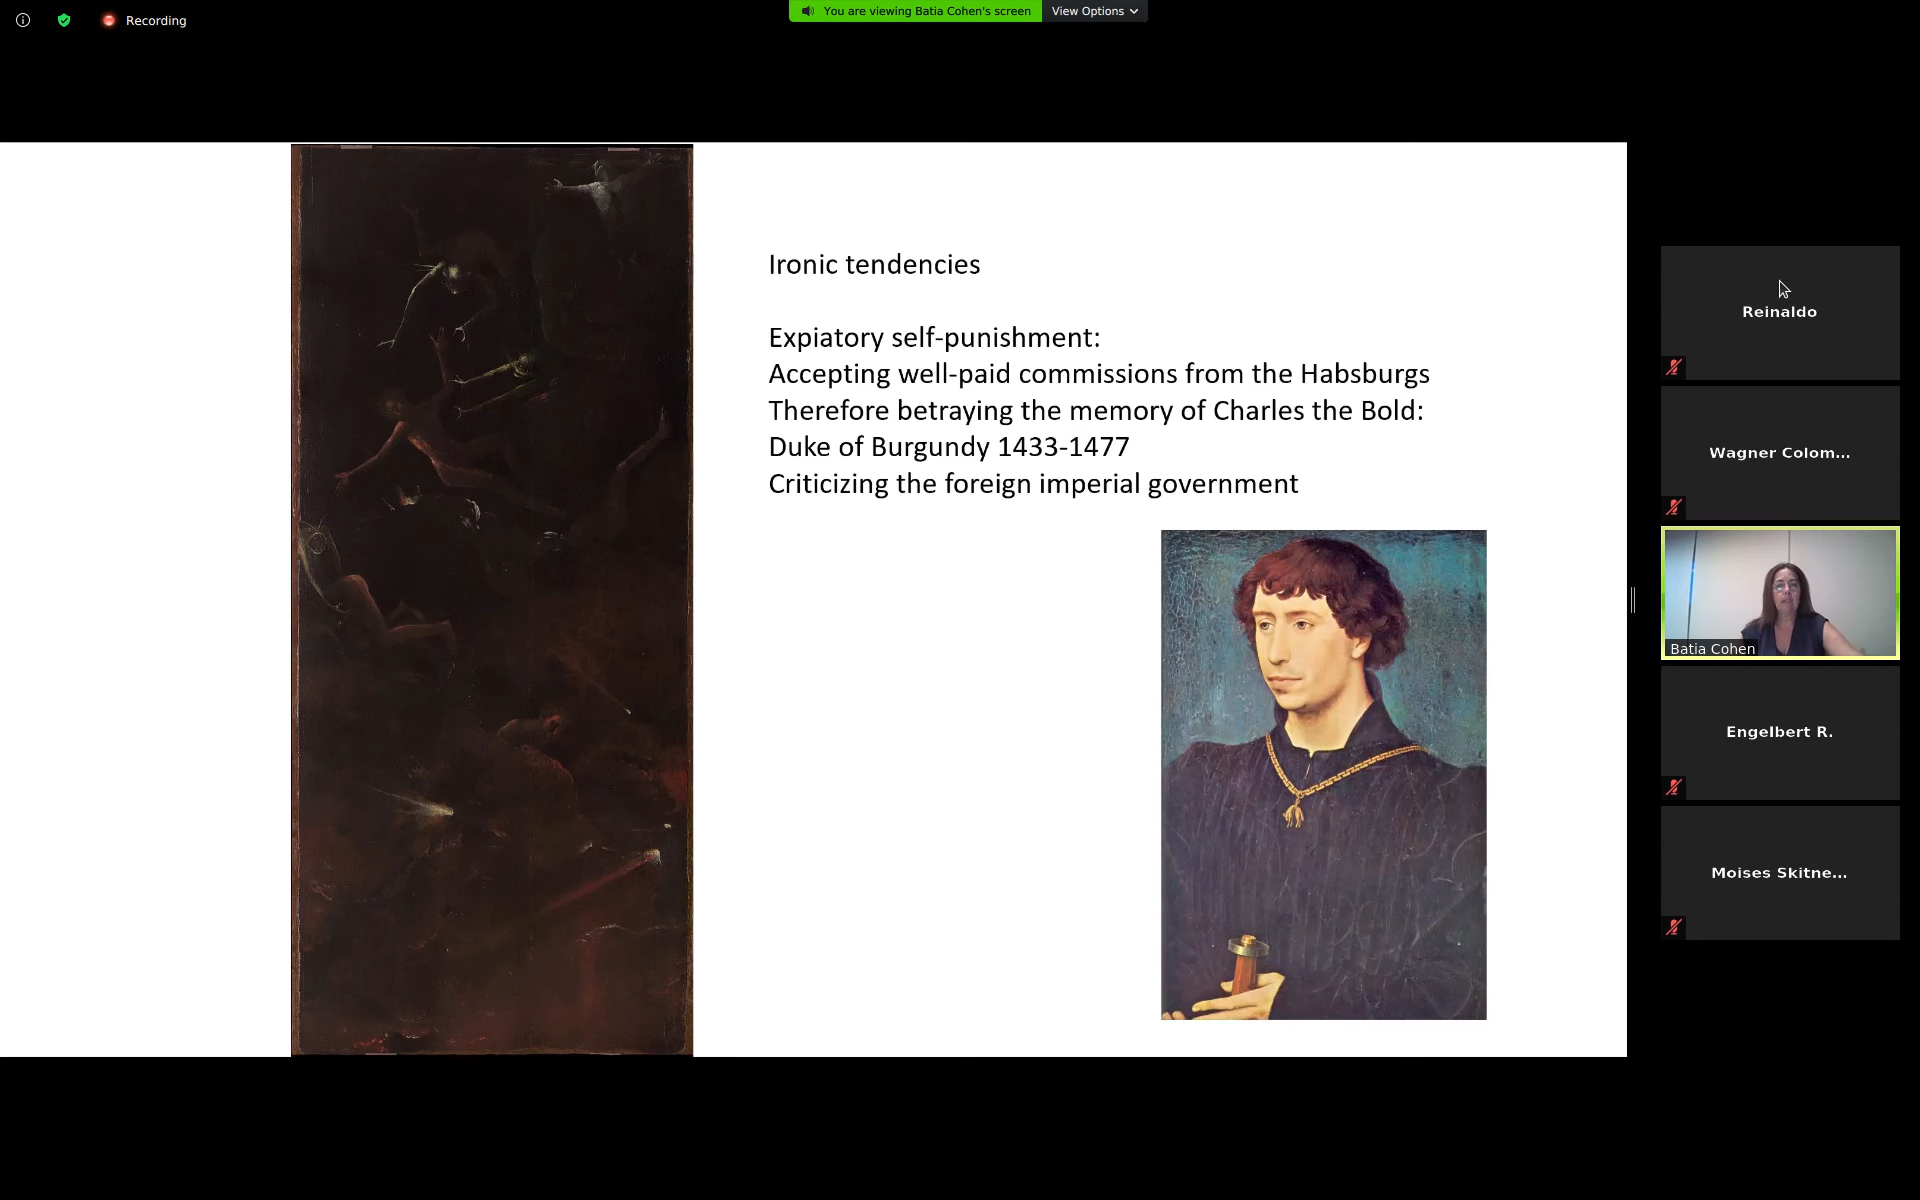 Recording
You are viewing Batia Cohen's screen
View Options
Ironic tendencies
Expiatory self-punishment:
Accepting well-paid commissions from the Habsburgs
Therefore betraying the memory of Charles the Bold:
Duke of Burgundy 1433-1477
Criticizing the foreign imperial government
Reinaldo
Wagner Colom...
Batia Cohen
Engelbert R.
Moises Skitne...